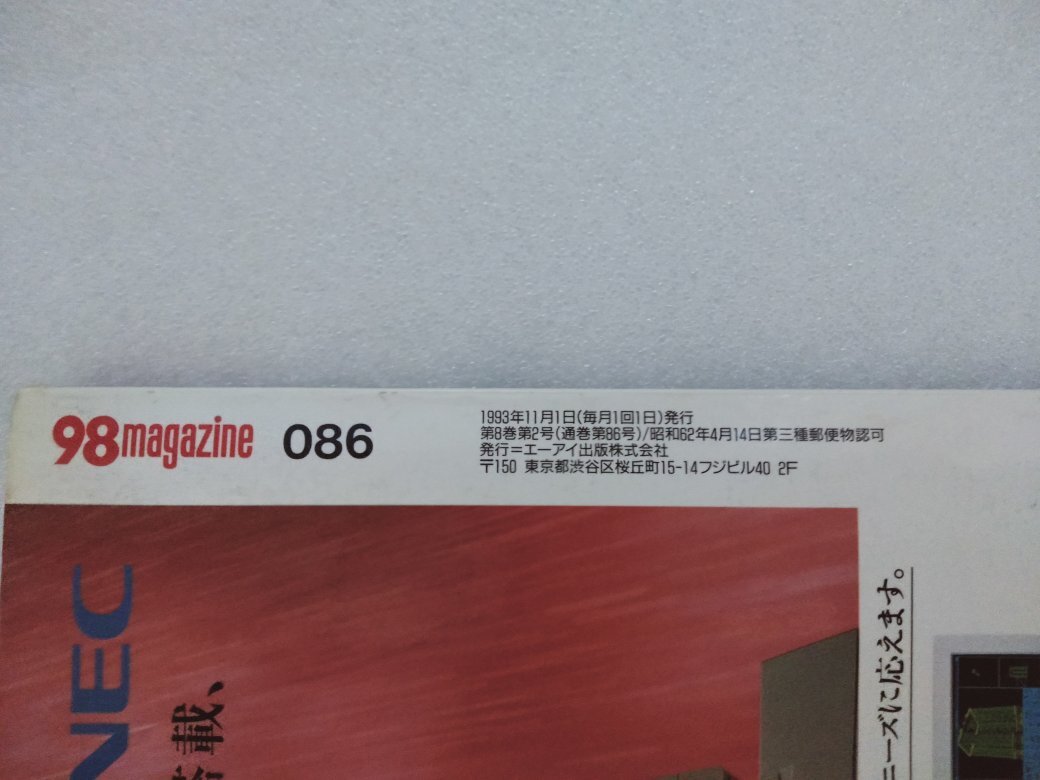 98magazine 086
1993年11月1日(毎月1回1日)発行
第8巻第2号(通巻第86号)/昭和62年4月14日第三種郵便物認可
発行=エーアイ出版株式会社
〒150 東京都渋谷区桜丘町15-14フジビル40 2F
NEC
載、
ニーズに応えます。